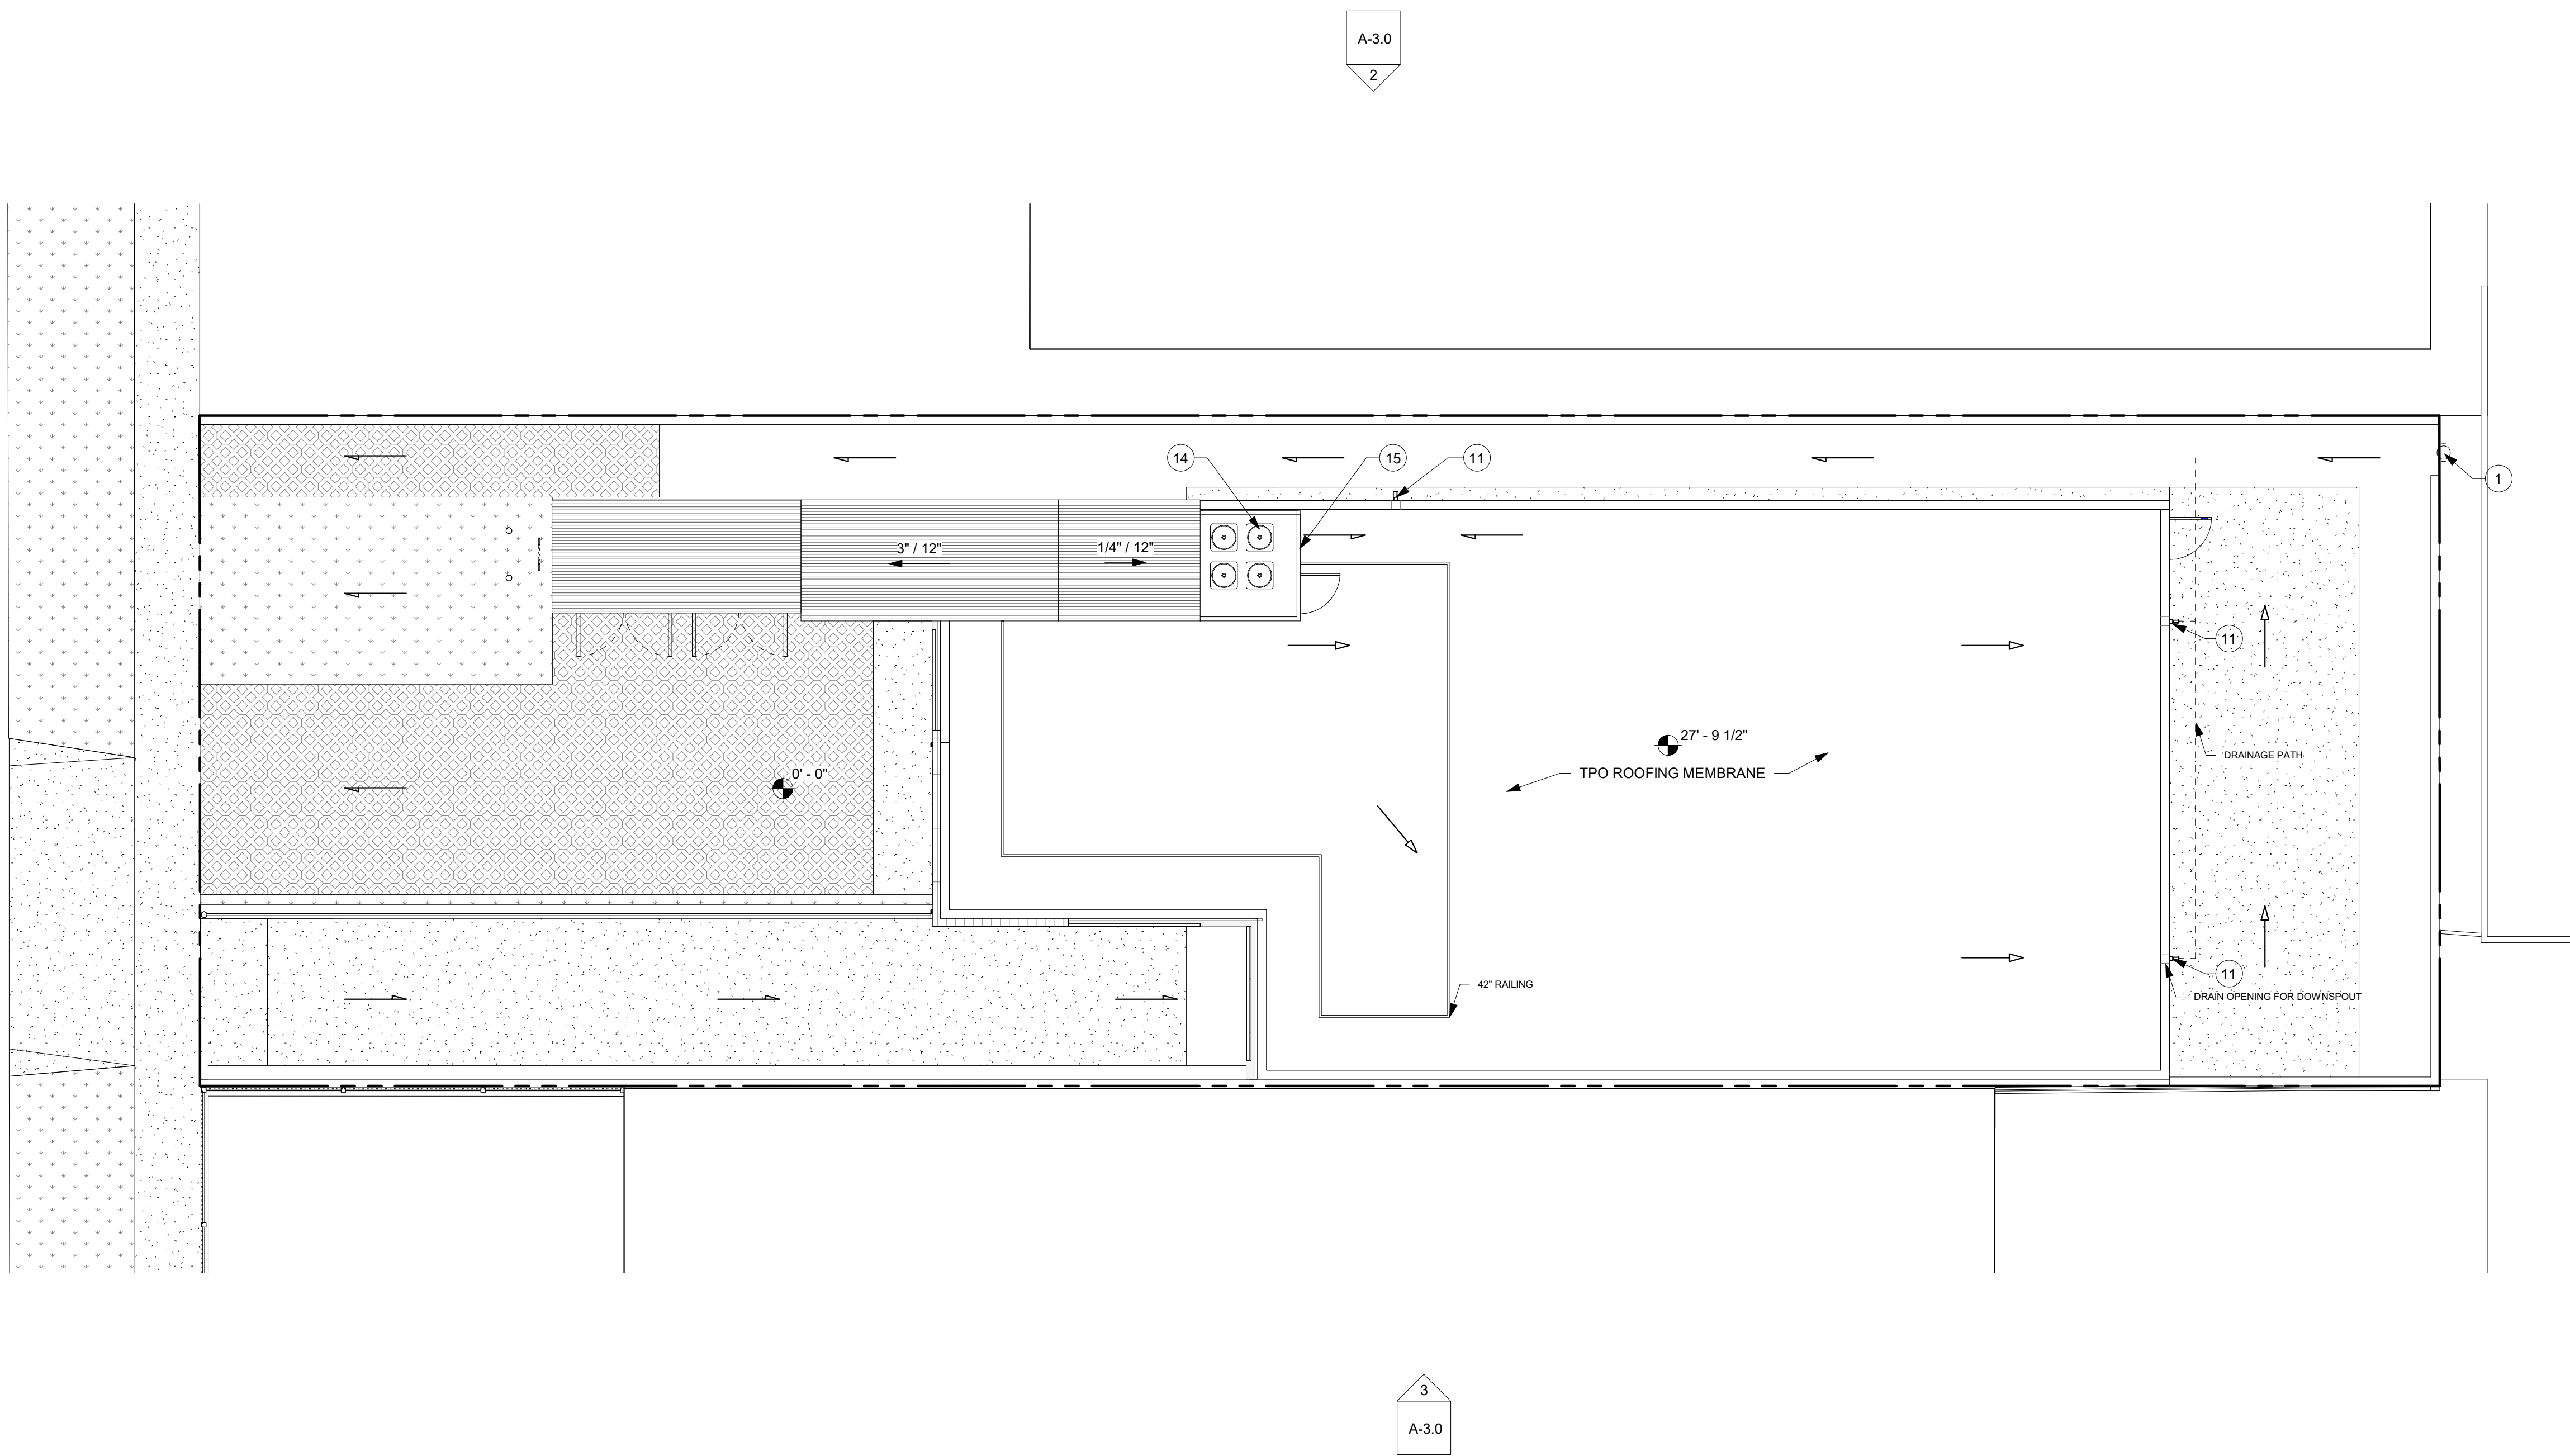 A-3.0
2
14
15
11
1
3" / 12"
1/4" / 12"
11
27' - 9 1/2"
DRAINAGE PATH
0' - 0"
TPO ROOFING MEMBRANE
11
42" RAILING
DRAIN OPENING FOR DOWNSPOUT
3
A-3.0